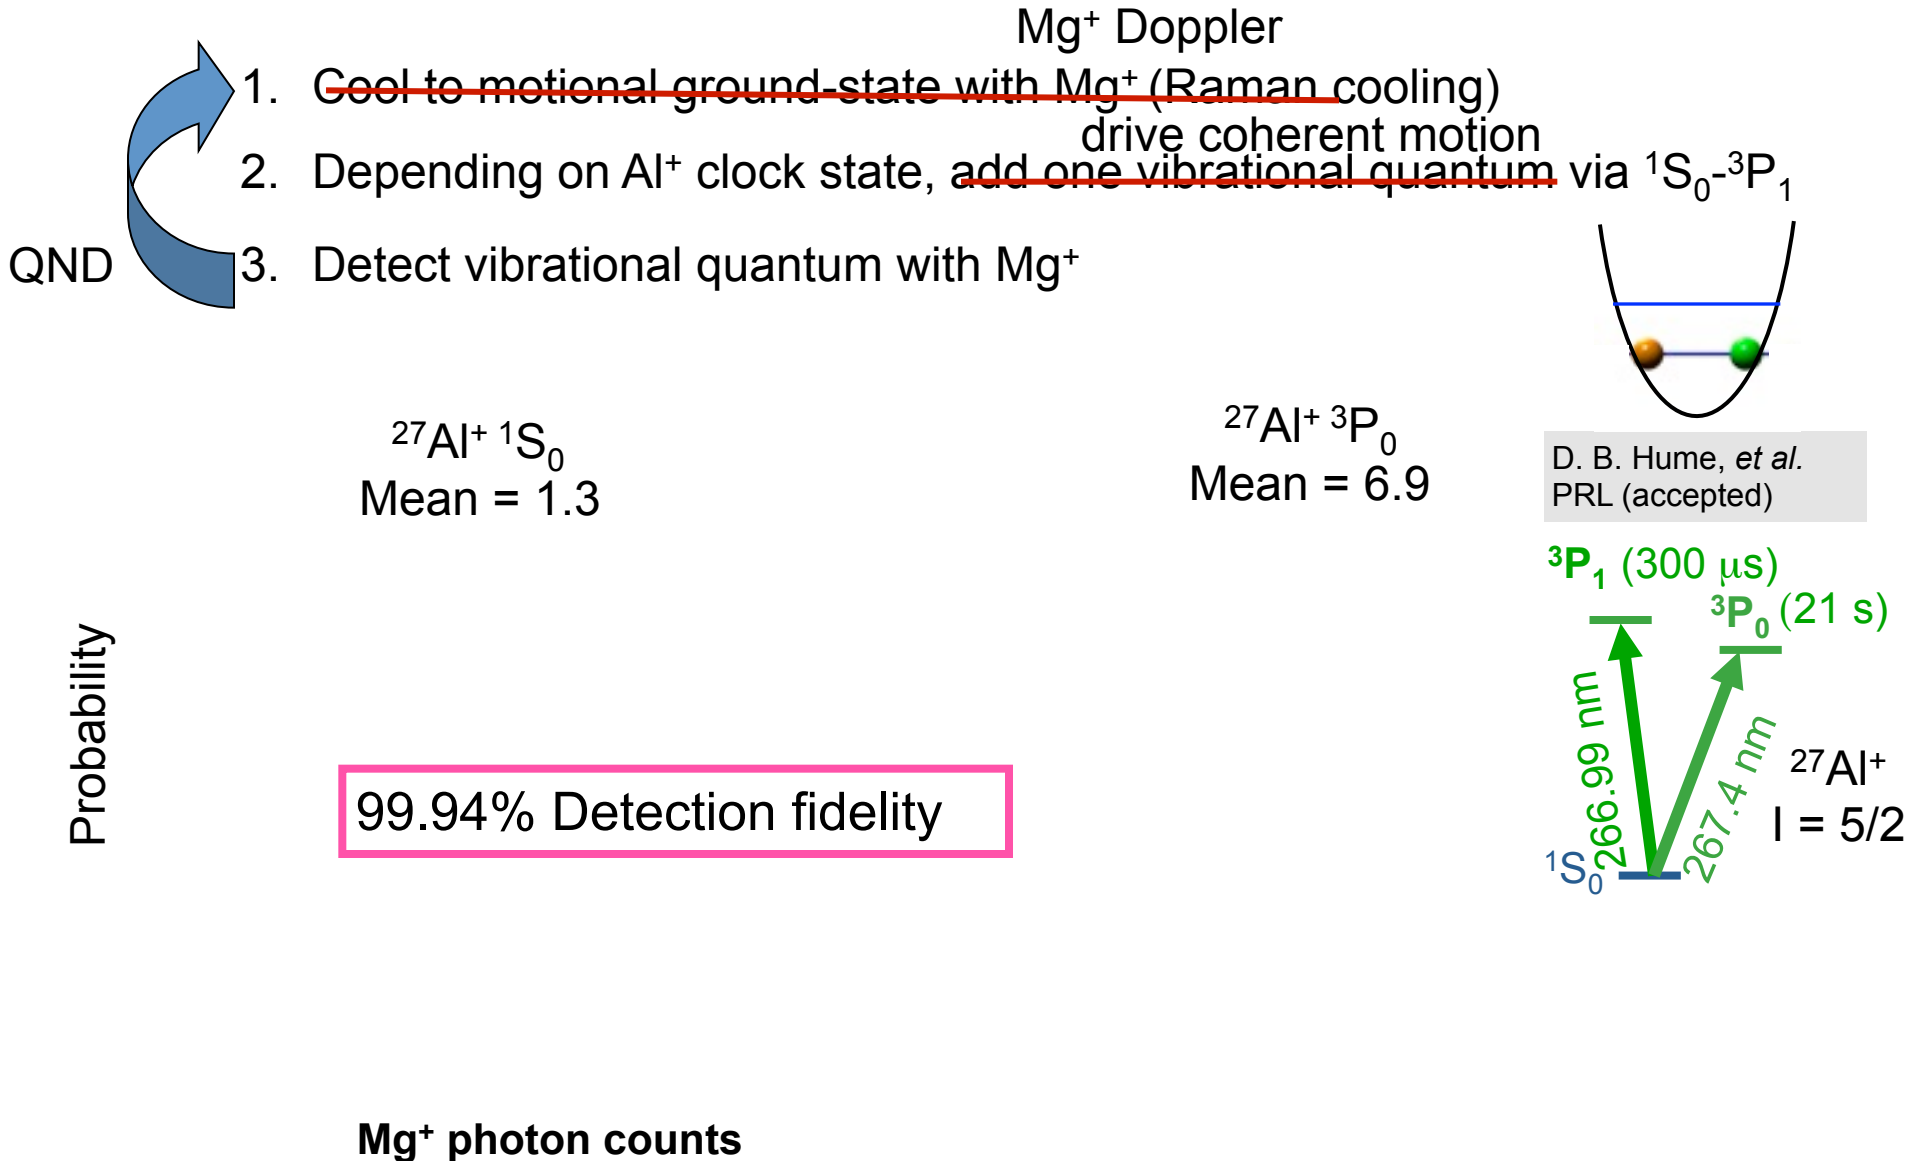 Mg⁺ Doppler
1. Cool to motional ground-state with Mg⁺ (Raman cooling)
drive coherent motion
2. Depending on Al⁺ clock state, add one vibrational quantum via ¹S₀-³P₁
QND
3. Detect vibrational quantum with Mg⁺
²⁷Al⁺ ¹S₀
Mean = 1.3
²⁷Al⁺ ³P₀
Mean = 6.9
D. B. Hume, et al.
PRL (accepted)
³P₁ (300 μs)
³P₀ (21 s)
266.99 nm
267.4 nm
²⁷Al⁺
I = 5/2
¹S₀
Probability
99.94% Detection fidelity
Mg⁺ photon counts